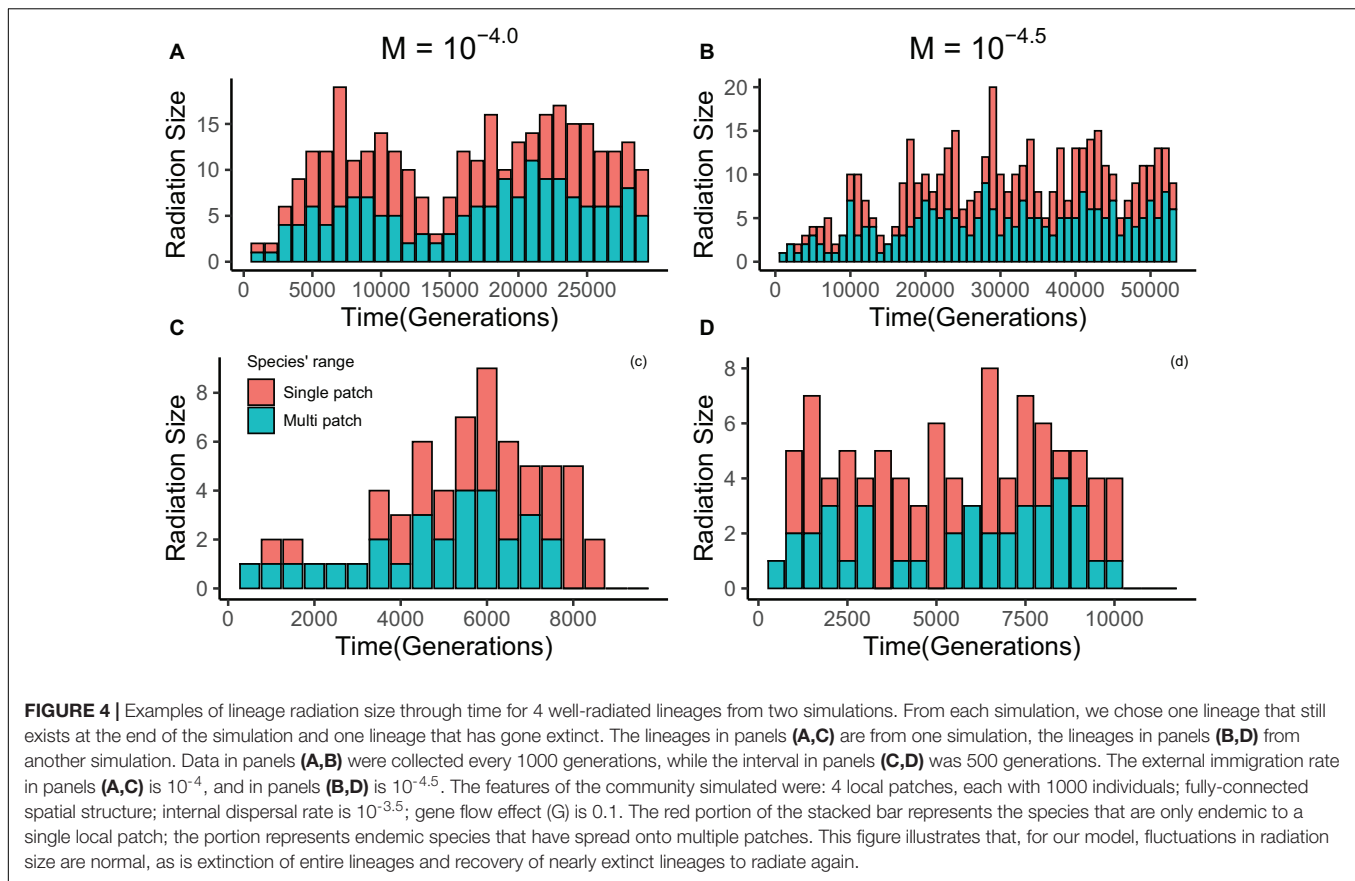 A
M = 10^-4.0
Radiation Size
15
10
5
0
0 5000 10000 15000 20000 25000
Time(Generations)
B
M = 10^-4.5
Radiation Size
20
15
10
5
0
0 10000 20000 30000 40000 50000
Time(Generations)
C
(c)
Species' range
Single patch
Multi patch
Radiation Size
8
6
4
2
0
0 2000 4000 6000 8000
Time(Generations)
D
(d)
Radiation Size
8
6
4
2
0
0 2500 5000 7500 10000
Time(Generations)
FIGURE 4 | Examples of lineage radiation size through time for 4 well-radiated lineages from two simulations. From each simulation, we chose one lineage that still
exists at the end of the simulation and one lineage that has gone extinct. The lineages in panels (A,C) are from one simulation, the lineages in panels (B,D) from
another simulation. Data in panels (A,B) were collected every 1000 generations, while the interval in panels (C,D) was 500 generations. The external immigration rate
in panels (A,C) is 10^-4, and in panels (B,D) is 10^-4.5. The features of the community simulated were: 4 local patches, each with 1000 individuals; fully-connected
spatial structure; internal dispersal rate is 10^-3.5; gene flow effect (G) is 0.1. The red portion of the stacked bar represents the species that are only endemic to a
single local patch; the portion represents endemic species that have spread onto multiple patches. This figure illustrates that, for our model, fluctuations in radiation
size are normal, as is extinction of entire lineages and recovery of nearly extinct lineages to radiate again.